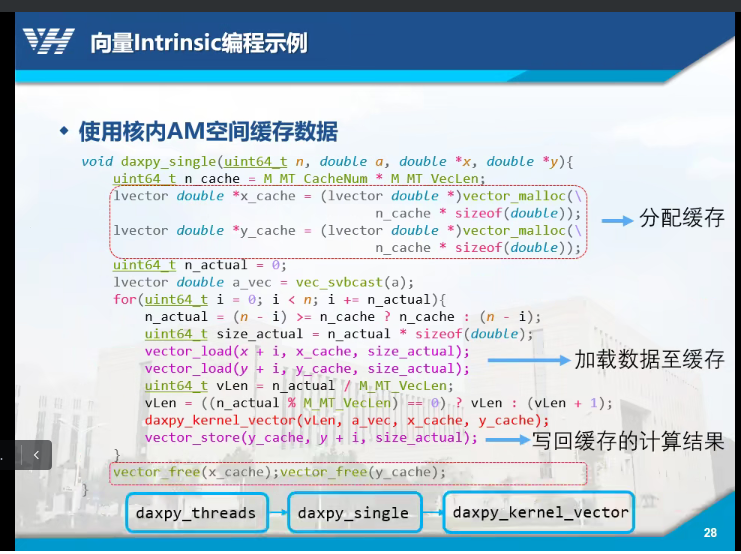 向量Intrinsic编程示例
使用核内AM空间缓存数据
void daxpy_single(uint64_t n, double a, double *x, double *y){
uint64_t n_cache = M_MT_CacheNum * M_MT_VecLen;
lvector double *x_cache = (lvector double *)vector_malloc(\
n_cache * sizeof(double));
lvector double *y_cache = (lvector double *)vector_malloc(\
n_cache * sizeof(double));
分配缓存
uint64_t n_actual = 0;
lvector double a_vec = vec_svbcast(a);
for(uint64_t i = 0; i < n; i += n_actual){
n_actual = (n - i) >= n_cache ? n_cache : (n - i);
uint64_t size_actual = n_actual * sizeof(double);
vector_load(x + i, x_cache, size_actual);
vector_load(y + i, y_cache, size_actual);
加载数据至缓存
uint64_t vLen = n_actual / M_MT_VecLen;
vLen = ((n_actual % M_MT_VecLen) == 0) ? vLen : (vLen + 1);
daxpy_kernel_vector(vLen, a_vec, x_cache, y_cache);
vector_store(y_cache, y + i, size_actual);
写回缓存的计算结果
}
vector_free(x_cache);vector_free(y_cache);
}
daxpy_threads
daxpy_single
daxpy_kernel_vector
28